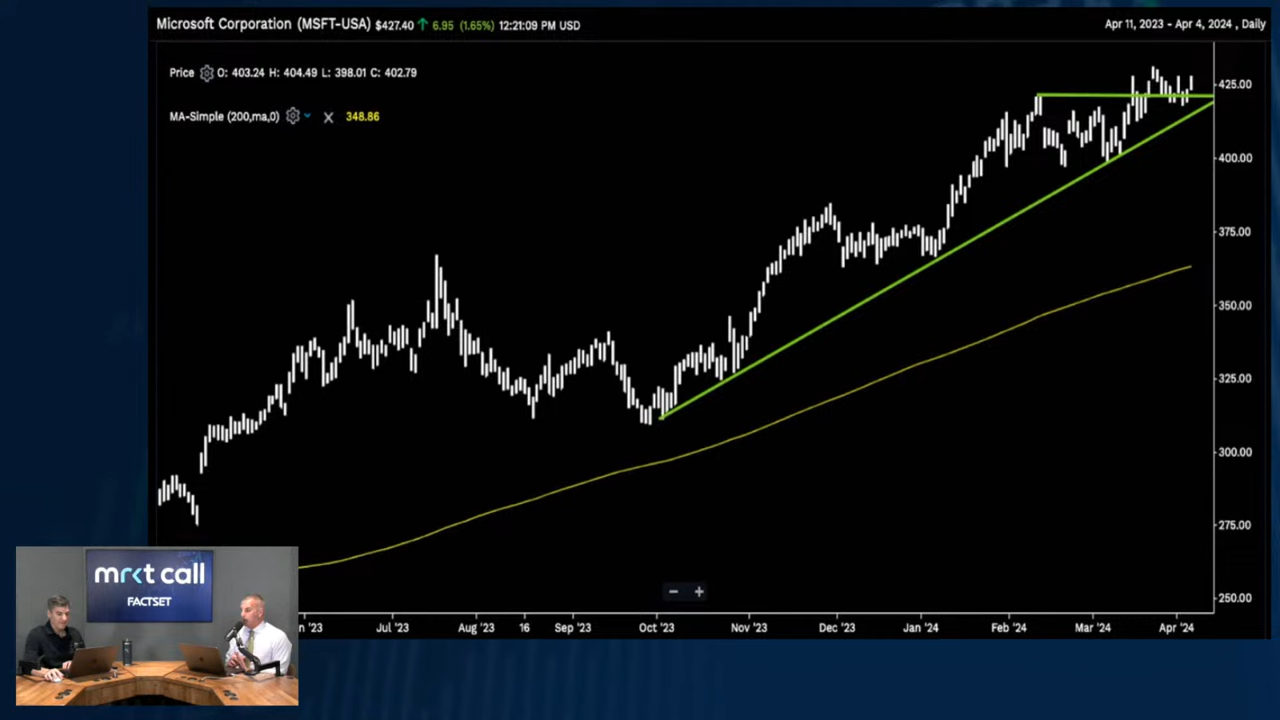 Microsoft Corporation (MSFT-USA) $427.40 ↑ 6.95 (1.65%) 12:21:09 PM USD
Apr 11, 2023 - Apr 4, 2024 , Daily
Price O: 403.24 H: 404.49 L: 398.01 C: 402.79
MA-Simple (200,ma,0) X 348.86
425.00
400.00
375.00
350.00
325.00
300.00
275.00
250.00
− +
n '23 Jul '23 Aug '23 16 Sep '23 Oct '23 Nov '23 Dec '23 Jan '24 Feb '24 Mar '24 Apr '24
mrkt call
FACTSET